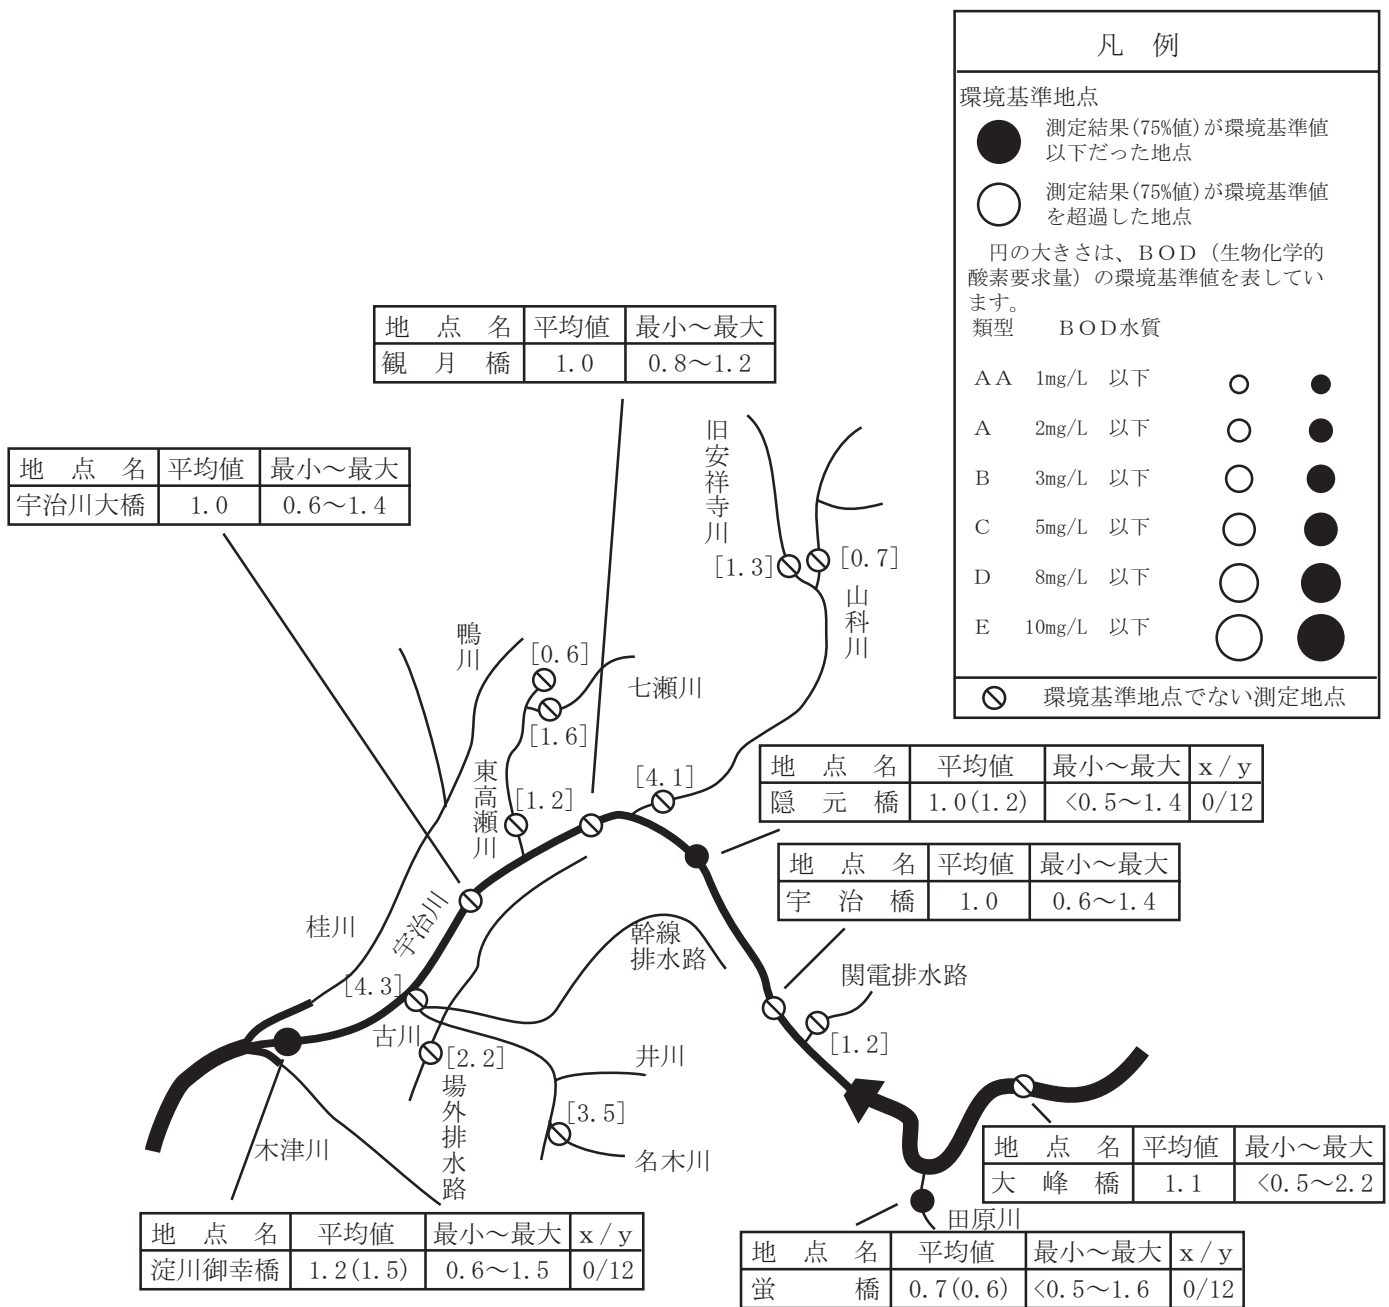 凡 例
環境基準地点
測定結果(75%値)が環境基準値
以下だった地点
測定結果(75%値)が環境基準値
を超過した地点
円の大きさは、BOD(生物化学的
酸素要求量)の環境基準値を表してい
ます。
類型 BOD水質
AA 1mg/L 以下
A 2mg/L 以下
B 3mg/L 以下
C 5mg/L 以下
D 8mg/L 以下
E 10mg/L 以下
環境基準地点でない測定地点
地点名 平均値 最小～最大
観月橋 1.0 0.8～1.2
地点名 平均値 最小～最大
宇治川大橋 1.0 0.6～1.4
旧安祥寺川
[1.3]
[0.7]
山科川
鴨川
[0.6]
七瀬川
[1.6]
東高瀬川
[1.2]
[4.1]
地点名 平均値 最小～最大 x/y
隠元橋 1.0(1.2) <0.5～1.4 0/12
地点名 平均値 最小～最大
宇治橋 1.0 0.6～1.4
桂川
宇治川
幹線
排水路
関電排水路
[4.3]
古川
[1.2]
[2.2]
井川
場外排水路
[3.5]
木津川
名木川
地点名 平均値 最小～最大
大峰橋 1.1 <0.5～2.2
田原川
地点名 平均値 最小～最大 x/y
淀川御幸橋 1.2(1.5) 0.6～1.5 0/12
地点名 平均値 最小～最大 x/y
蛍橋 0.7(0.6) <0.5～1.6 0/12